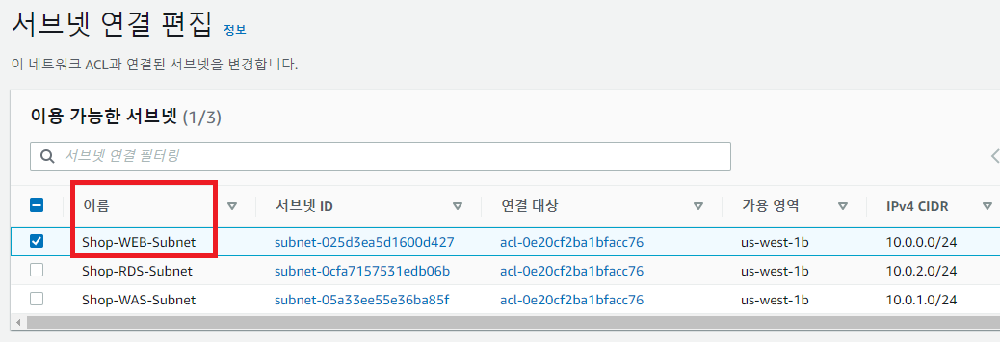 서브넷 연결 편집 정보
이 네트워크 ACL과 연결된 서브넷을 변경합니다.
이용 가능한 서브넷 (1/3)
서브넷 연결 필터링
이름 서브넷 ID 연결 대상 가용 영역 IPv4 CIDR
Shop-WEB-Subnet subnet-025d3ea5d1600d427 acl-0e20cf2ba1bfacc76 us-west-1b 10.0.0.0/24
Shop-RDS-Subnet subnet-0cfa7157531edb06b acl-0e20cf2ba1bfacc76 us-west-1b 10.0.2.0/24
Shop-WAS-Subnet subnet-05a33ee55e36ba85f acl-0e20cf2ba1bfacc76 us-west-1b 10.0.1.0/24